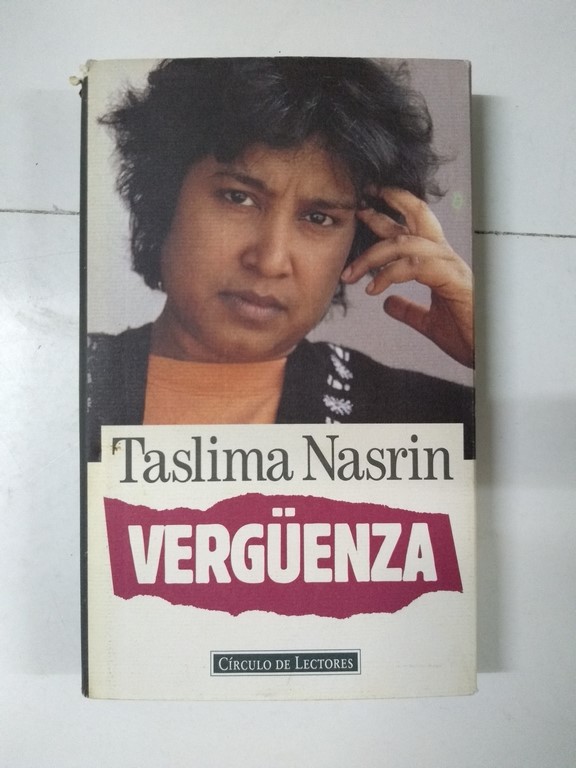 Taslima Nasrin
VERGÜENZA
CÍRCULO DE LECTORES